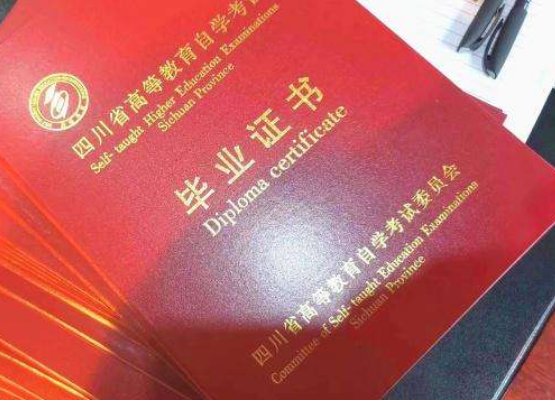 四川省高等教育自学考试
Self-taught Higher Education Examinations
Sichuan Province
毕业证书
Diploma certificate
四川省高等教育自学考试委员会
Committee of Self-taught Education Examinations
Sichuan Province